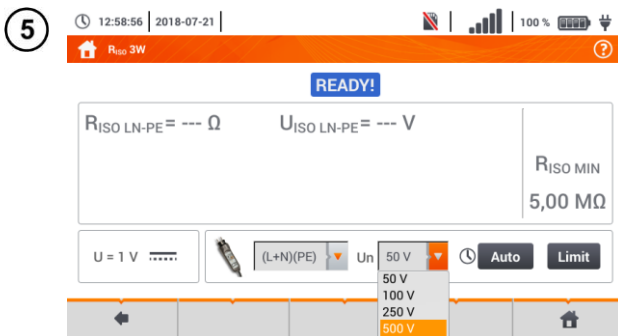 5
12:58:56 2018-07-21 100 %
RISO 3W ?
READY!
RISO LN-PE= --- Ω UISO LN-PE= --- V
RISO MIN
5,00 MΩ
U = 1 V (L+N)(PE) Un 50 V Auto Limit
50 V
100 V
250 V
500 V